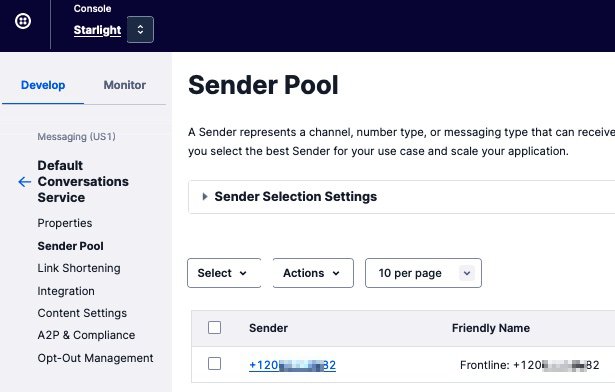 Console
Starlight
Develop
Monitor
Messaging (US1)
Default
Conversations
Service
Properties
Sender Pool
Link Shortening
Integration
Content Settings
A2P & Compliance
Opt-Out Management
Sender Pool
A Sender represents a channel, number type, or messaging type that can receive
you select the best Sender for your use case and scale your application.
Sender Selection Settings
Select
Actions
10 per page
Sender
Friendly Name
+120 82
Frontline: +120 82